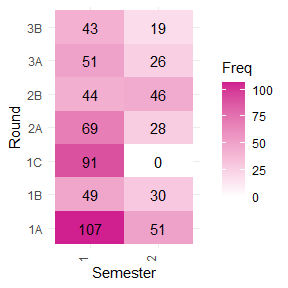 3B 43 19
3A 51 26
2B 44 46
2A 69 28
1C 91 0
1B 49 30
1A 107 51
Round
1 2
Semester
Freq
100
75
50
25
0